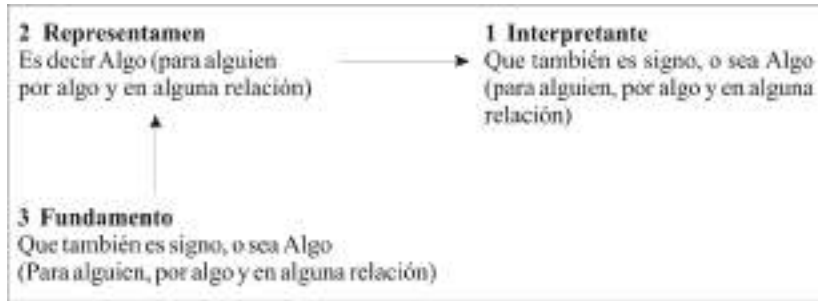 2 Representamen
Es decir Algo (para alguien
por algo y en alguna relación)
1 Interpretante
Que también es signo, o sea Algo
(para alguien, por algo y en alguna
relación)
3 Fundamento
Que también es signo, o sea Algo
(Para alguien, por algo y en alguna relación)